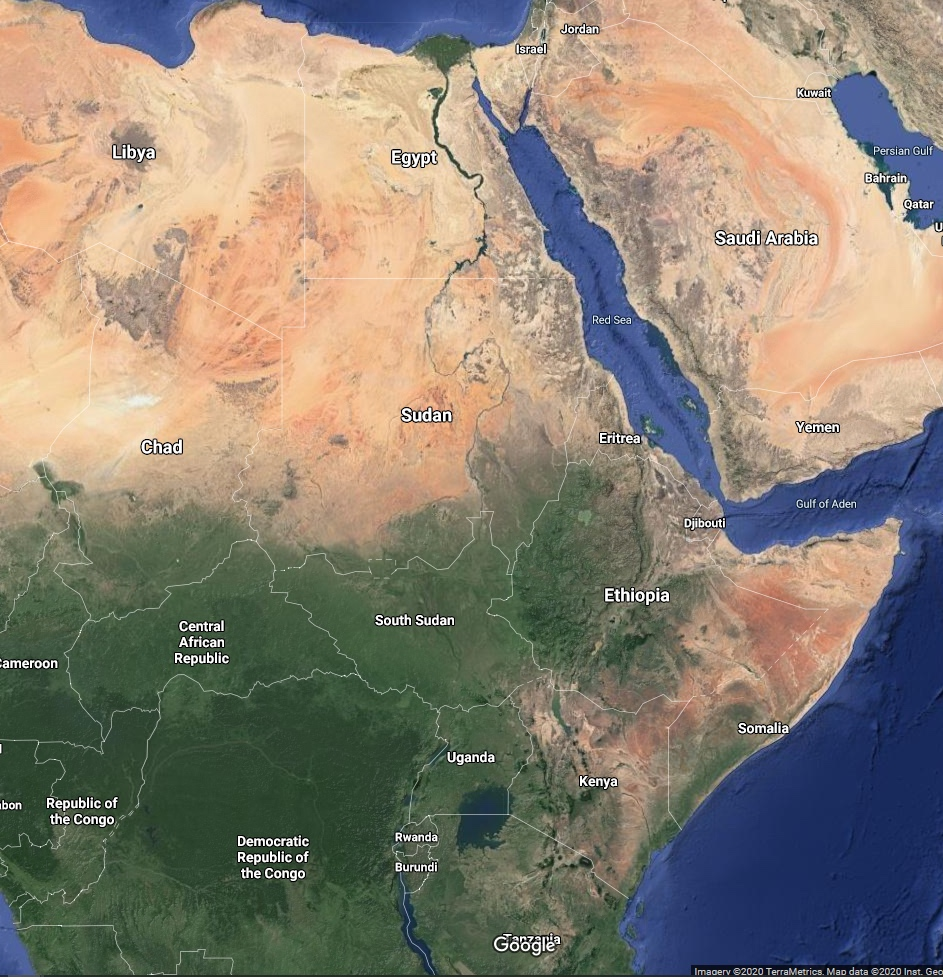 Jordan
Israel
Kuwait
Libya
Egypt
Persian Gulf
Bahrain
Qatar
U
Saudi Arabia
Red Sea
Sudan
Yemen
Eritrea
Chad
Gulf of Aden
Djibouti
Ethiopia
South Sudan
Central
African
Republic
Cameroon
Somalia
Uganda
Kenya
Republic of
the Congo
bon
Rwanda
Democratic
Republic of
the Congo
Burundi
Tanzania
Google
Imagery ©2020 TerraMetrics, Map data ©2020 Inst. Geo